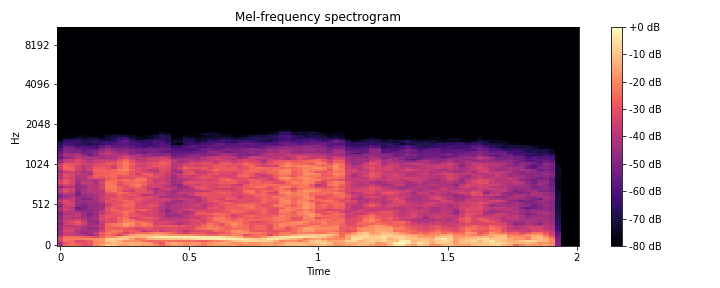 Mel-frequency spectrogram
+0 dB
8192
-10 dB
4096
-20 dB
-30 dB
2048
Hz
-40 dB
1024
-50 dB
512
-60 dB
-70 dB
0
-80 dB
0
0.5
1
1.5
2
Time